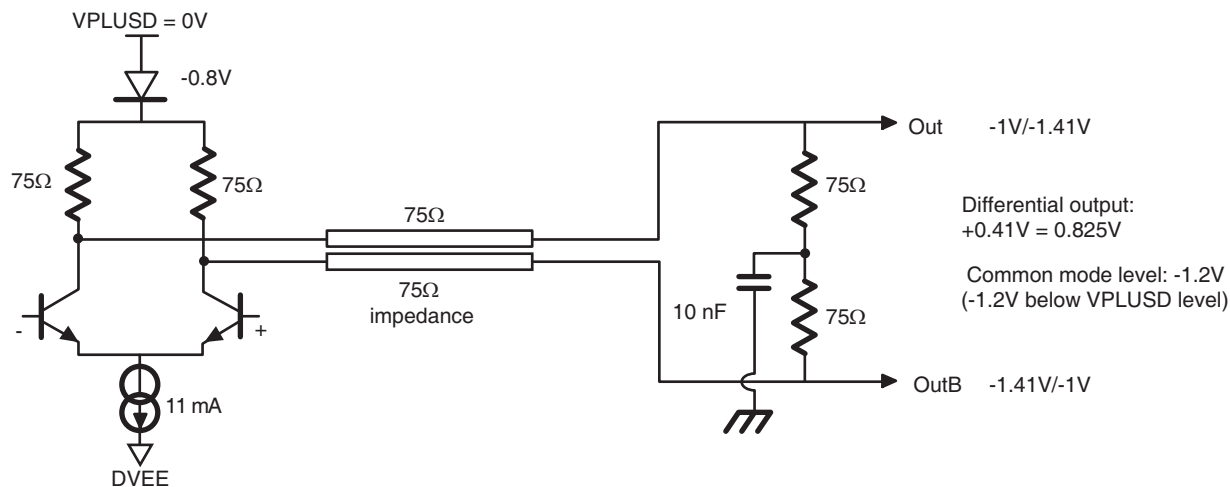 VPLUSD = 0V
-0.8V
75Ω
75Ω
75Ω
75Ω
impedance
-
+
11 mA
DVEE
10 nF
75Ω
75Ω
Out -1V/-1.41V
Differential output:
+0.41V = 0.825V
Common mode level: -1.2V
(-1.2V below VPLUSD level)
OutB -1.41V/-1V